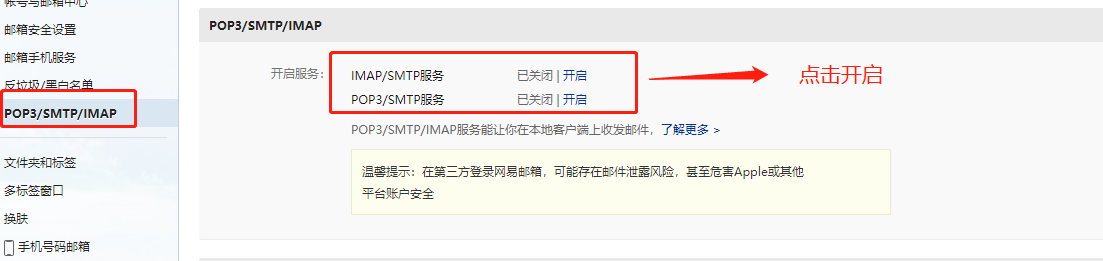 帐号与邮箱中心
邮箱安全设置
邮箱手机服务
反垃圾/黑白名单
POP3/SMTP/IMAP
文件夹和标签
多标签窗口
换肤
手机号码邮箱
POP3/SMTP/IMAP
开启服务： IMAP/SMTP服务 已关闭 | 开启
POP3/SMTP服务 已关闭 | 开启
点击开启
POP3/SMTP/IMAP服务能让你在本地客户端上收发邮件，了解更多 >
温馨提示：在第三方登录网易邮箱，可能存在邮件泄露风险，甚至危害Apple或其他
平台账户安全